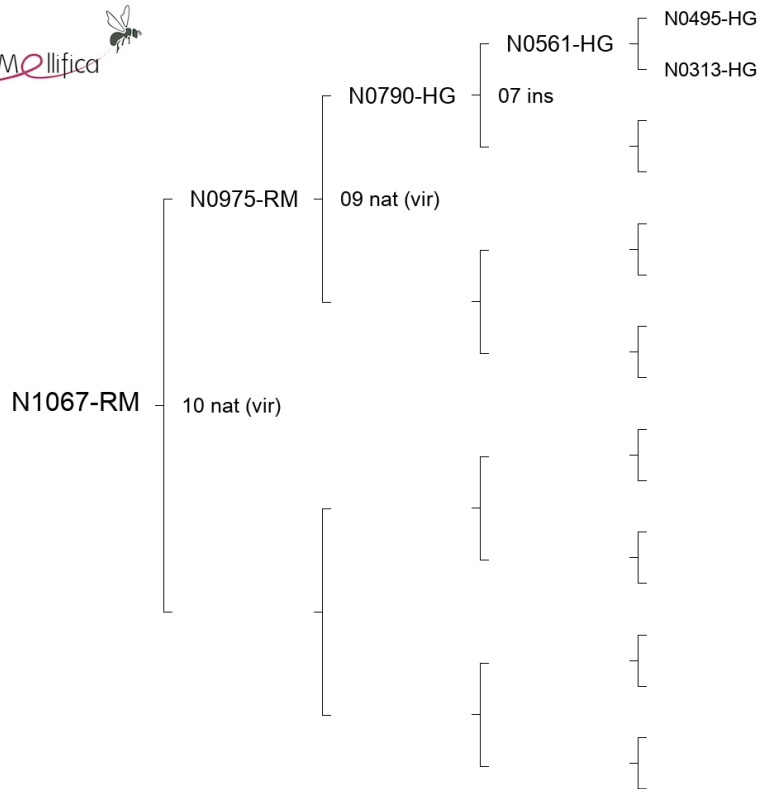 Mellifica
N0495-HG
N0561-HG
N0313-HG
N0790-HG
07 ins
N0975-RM
09 nat (vir)
N1067-RM
10 nat (vir)